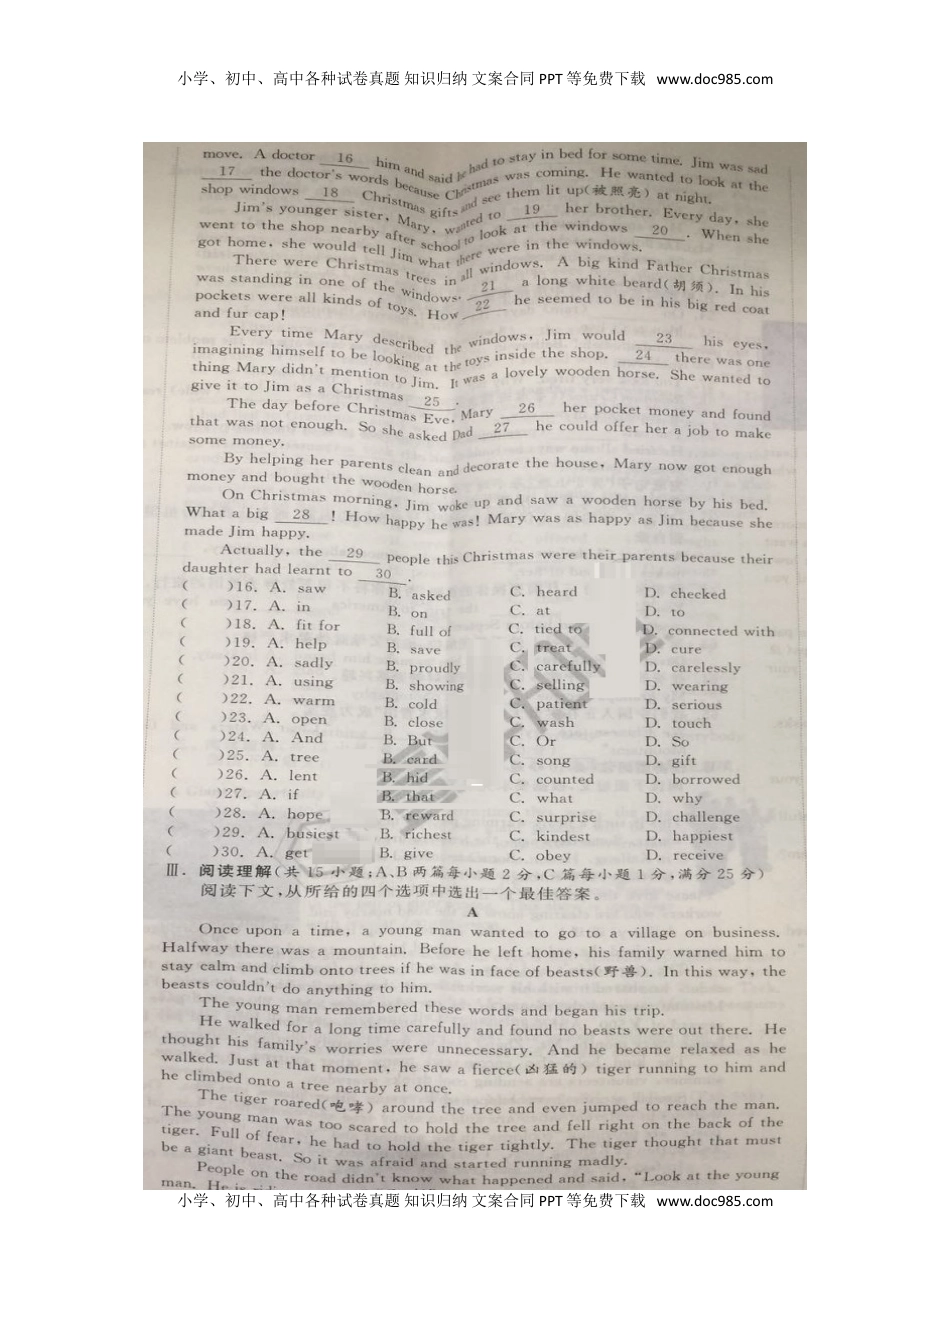 小学、初中、高中各种试卷真题 知识归纳 文案合同 PPT 等免费下载 www.doc985.com
move. A doctor 16 him and said he had to stay in bed for some time. Jim was sad
17 the doctor's words because Christmas was coming. He wanted to look at the
shop windows 18 Christmas gifts and see them lit up(被照亮) at night.
Jim's younger sister, Mary, wanted to 19 her brother. Every day, she
went to the shop nearby after school to look at the windows 20 . When she
got home, she would tell Jim what there were in the windows.
There were Christmas trees in all windows. A big kind Father Christmas
was standing in one of the windows. 21 a long white beard(胡须). In his
pockets were all kinds of toys. How 22 he seemed to be in his big red coat
and fur cap!
Every time Mary described the windows, Jim would 23 his eyes,
imagining himself to be looking at the toys inside the shop. 24 there was one
thing Mary didn't mention to Jim. It was a lovely wooden horse. She wanted to
give it to Jim as a Christmas 25 .
The day before Christmas Eve, Mary 26 her pocket money and found
that was not enough. So she asked Dad 27 he could offer her a job to make
some money.
By helping her parents clean and decorate the house, Mary now got enough
money and bought the wooden horse.
On Christmas morning, Jim woke up and saw a wooden horse by his bed.
What a big 28 ! How happy he was! Mary was as happy as Jim because she
made Jim happy.
Actually, the 29 people this Christmas were their parents because their
daughter had learnt to 30 .
( )16. A. saw B. asked C. heard D. checked
( )17. A. in B. on C. at D. to
( )18. A. fit for B. full of C. tied to D. connected with
( )19. A. help B. save C. treat D. cure
( )20. A. sadly B. proudly C. carefully D. carelessly
( )21. A. using B. showing C. selling D. wearing
( )22. A. warm B. cold C. patient D. serious
( )23. A. open B. close C. wash D. touch
( )24. A. And B. But C. Or D. So
( )25. A. tree B. card C. song D. gift
( )26. A. lent B. hid C. counted D. borrowed
( )27. A. if B. that C. what D. why
( )28. A. hope B. reward C. surprise D. challenge
( )29. A. busiest B. richest C. kindest D. happiest
( )30. A. get B. give C. obey D. receive
Ⅲ. 阅读理解(共 15 小题;A、B 两篇每小题 2 分,C 篇每小题 1 分,满分 25 分)
阅读下文,从所给的四个选项中选出一个最佳答案。
A
Once upon a time, a young man wanted to go to a village on business.
Halfway there was a mountain. Before he left home, his family warned him to
stay calm and climb onto trees if he was in face of beasts(野兽). In this way, the
beasts couldn't do anything to him.
The young man remembered these words and began his trip.
He walked for a long time carefully and found no beasts were out there. He
thought his family's worries were unnecessary. And he became relaxed as he
walked. Just at that moment, he saw a fierce(凶猛的) tiger running to him and
he climbed onto a tree nearby at once.
The tiger roared(咆哮) around the tree and even jumped to reach the man.
The young man was too scared to hold the tree and fell right on the back of the
tiger. Full of fear, he had to hold the tiger tightly. The tiger thought that must
be a giant beast. So it was afraid and started running madly.
People on the road didn't know what happened and said, "Look at the young
man. He is
小学、初中、高中各种试卷真题 知识归纳 文案合同 PPT 等免费下载 www.doc985.com